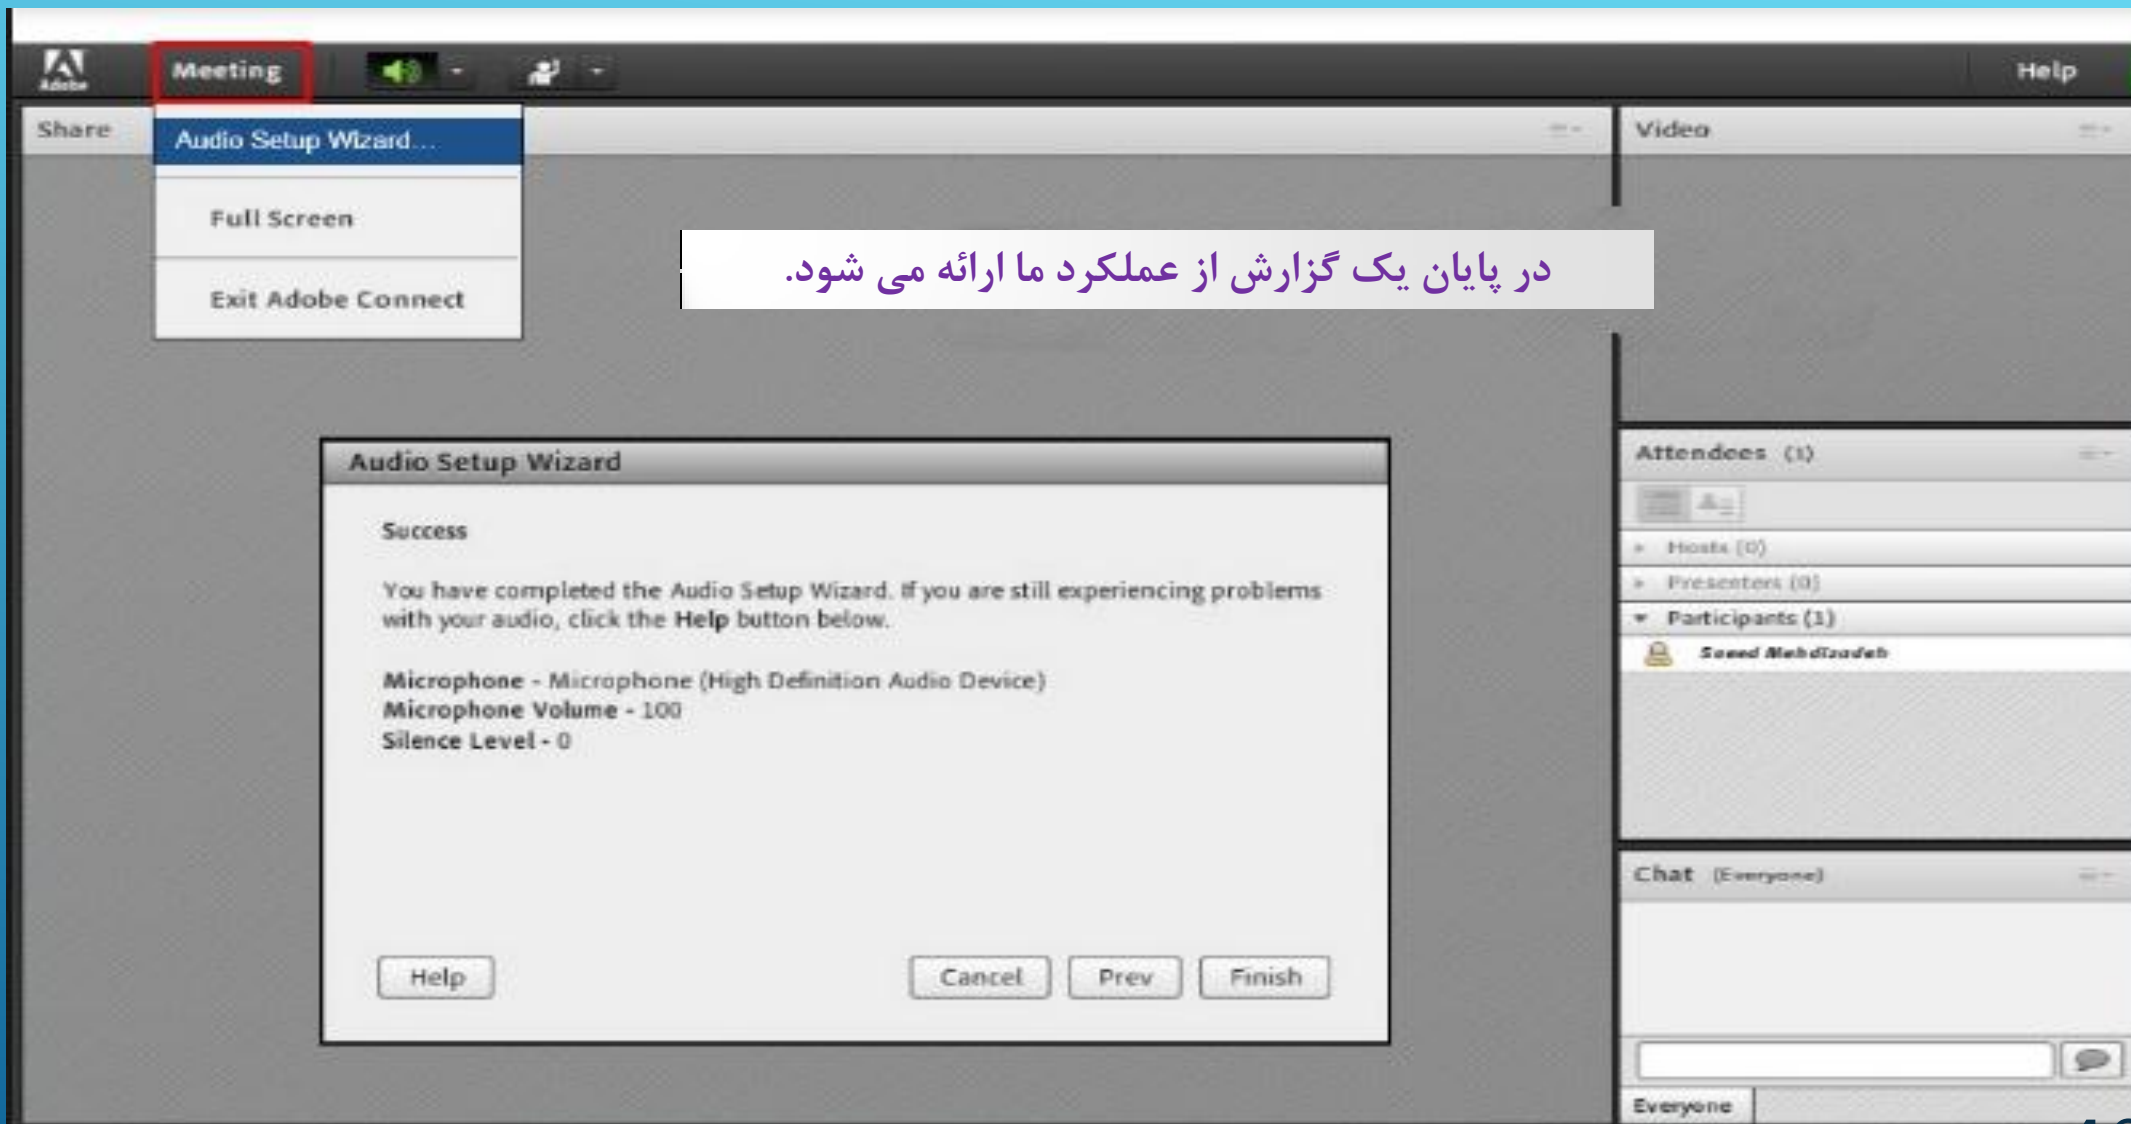 Adobe
Meeting
Help
Share
Audio Setup Wizard...
Full Screen
Exit Adobe Connect
Video
در پایان یک گزارش از عملکرد ما ارائه می شود.
Audio Setup Wizard
Success
You have completed the Audio Setup Wizard. If you are still experiencing problems
with your audio, click the Help button below.
Microphone - Microphone (High Definition Audio Device)
Microphone Volume - 100
Silence Level - 0
Help
Cancel
Prev
Finish
Attendees (1)
Hosts (0)
Presenters (0)
Participants (1)
Saeed Mehdizadeh
Chat (Everyone)
Everyone